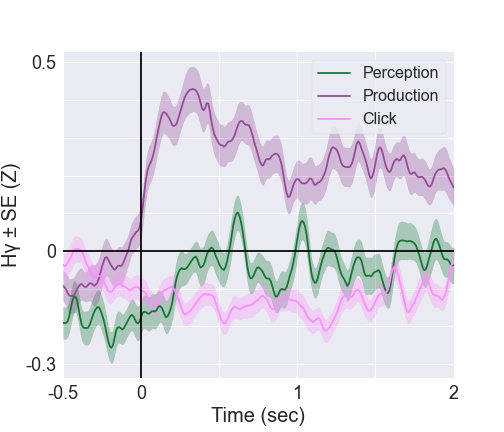 0.5
Perception
Production
Click
Hγ ± SE (Z)
0
-0.3
-0.5
0
1
2
Time (sec)